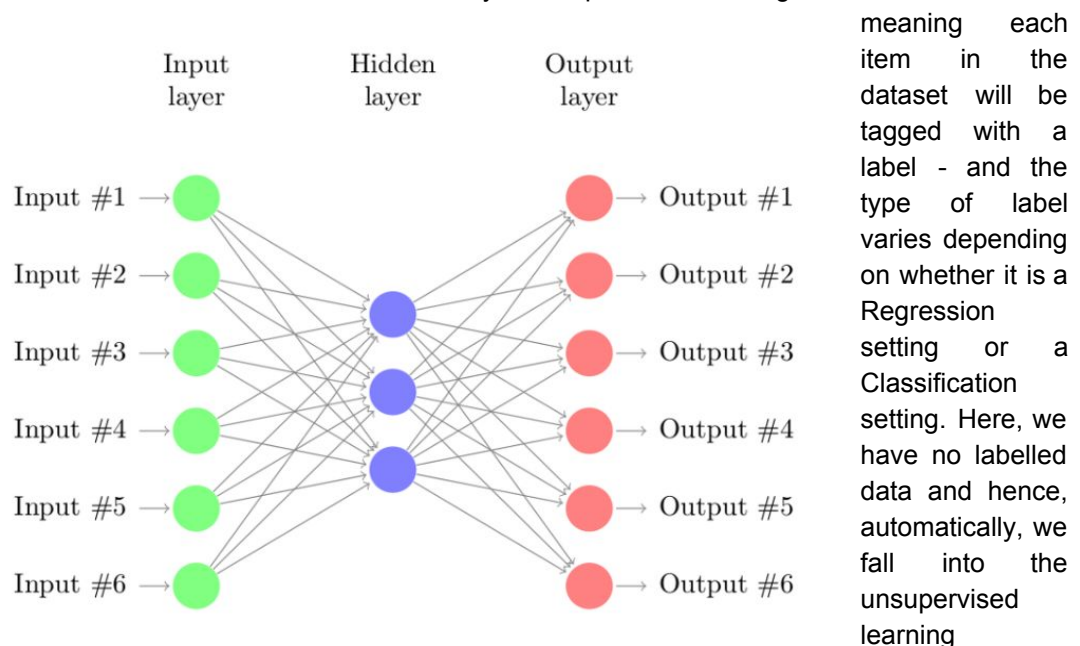 Input
layer
Hidden
layer
Output
layer
Input #1
Output #1
Input #2
Output #2
Input #3
Output #3
Input #4
Output #4
Input #5
Output #5
Input #6
Output #6
meaning each
item in the
dataset will be
tagged with a
label - and the
type of label
varies depending
on whether it is a
Regression
setting or a
Classification
setting. Here, we
have no labelled
data and hence,
automatically, we
fall into the
unsupervised
learning